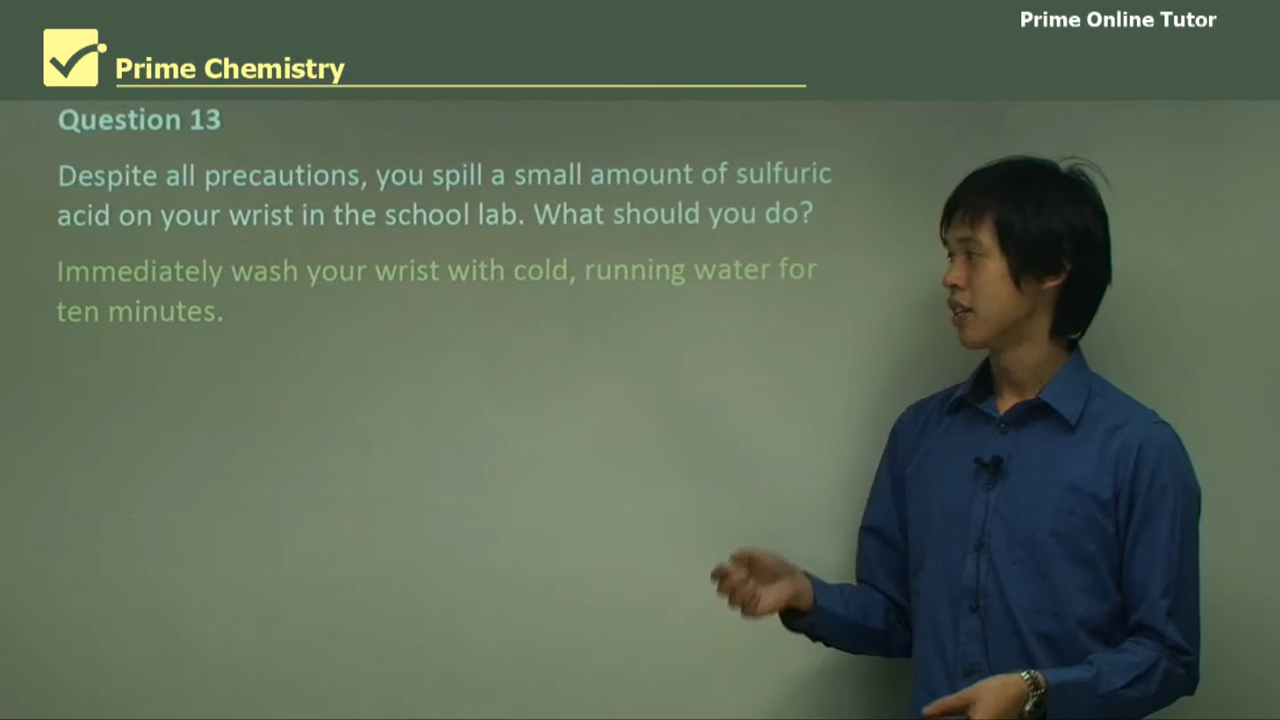 Prime Online Tutor
Prime Chemistry
Question 13
Despite all precautions, you spill a small amount of sulfuric
acid on your wrist in the school lab. What should you do?
Immediately wash your wrist with cold, running water for
ten minutes.